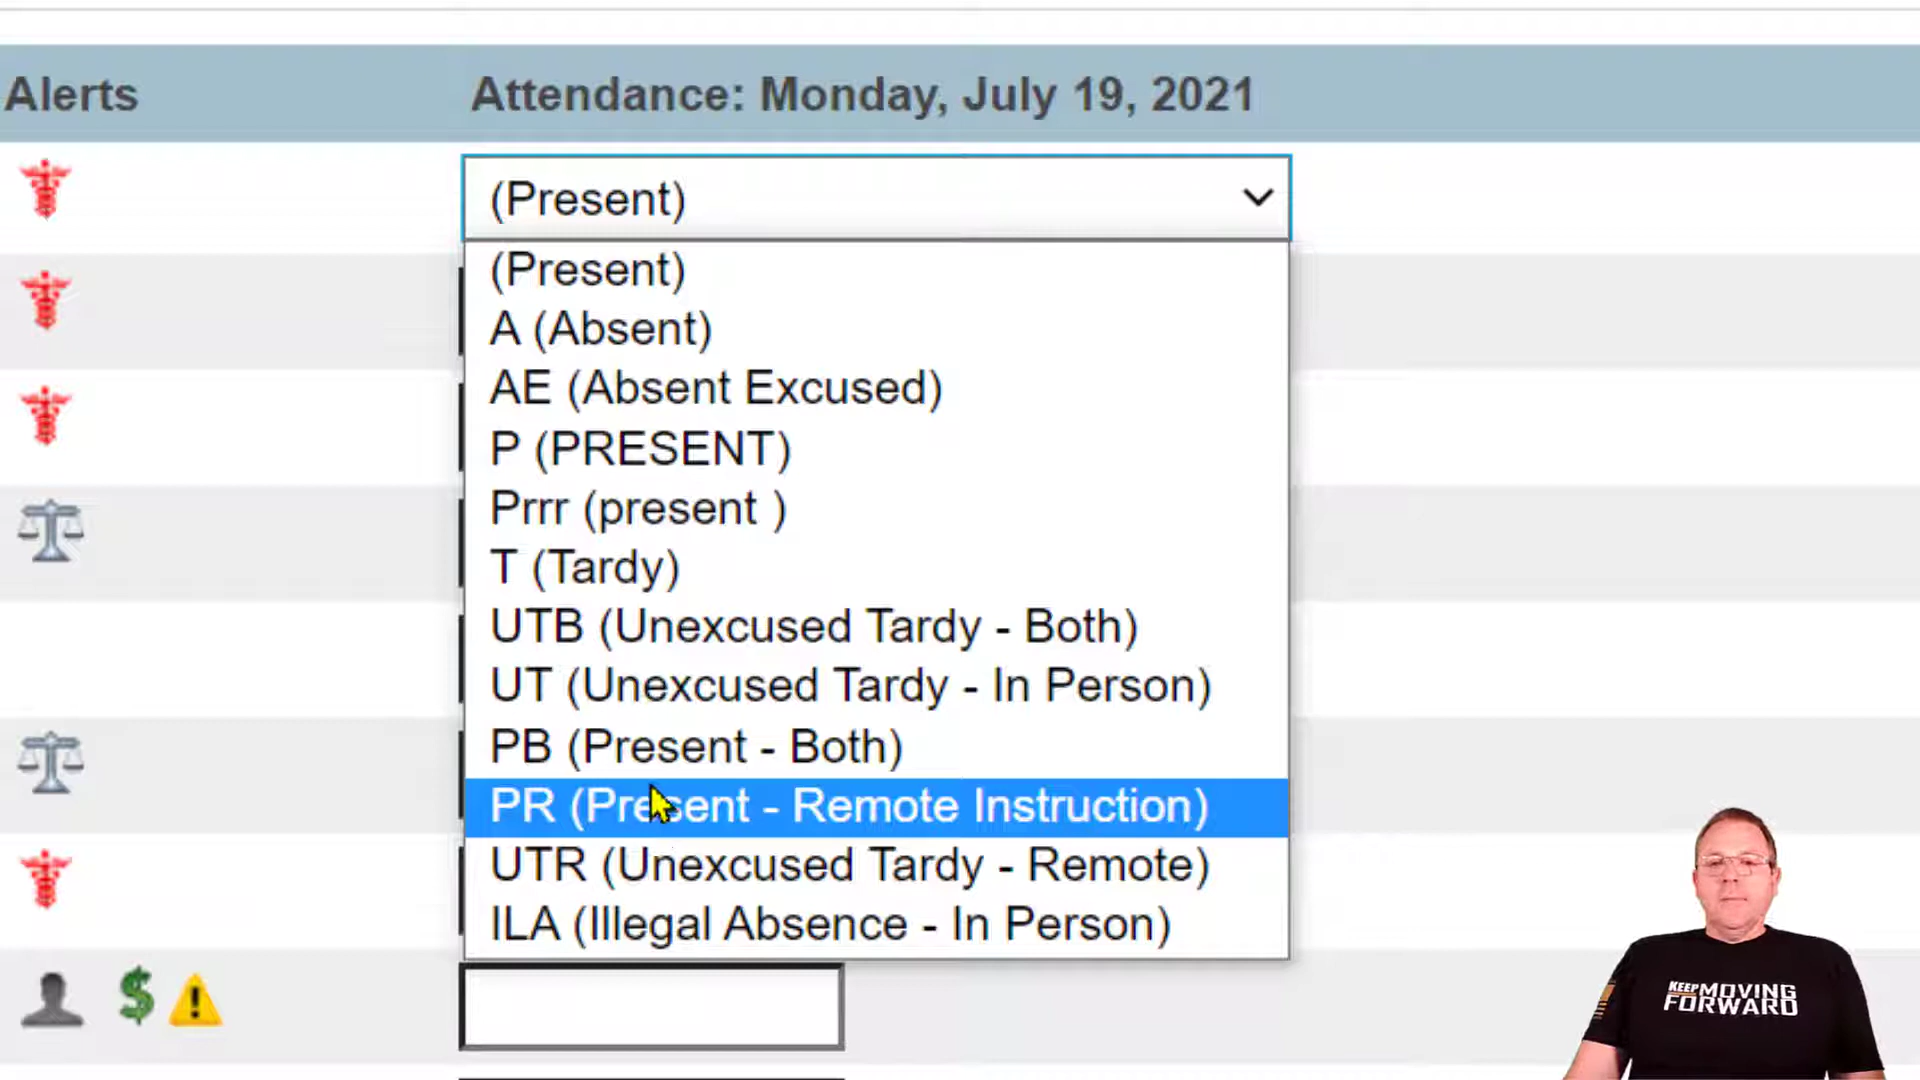 Alerts
Attendance: Monday, July 19, 2021
(Present)
(Present)
A (Absent)
AE (Absent Excused)
P (PRESENT)
Prrr (present )
T (Tardy)
UTB (Unexcused Tardy - Both)
UT (Unexcused Tardy - In Person)
PB (Present - Both)
PR (Present - Remote Instruction)
UTR (Unexcused Tardy - Remote)
ILA (Illegal Absence - In Person)
KEEP MOVING
FORWARD